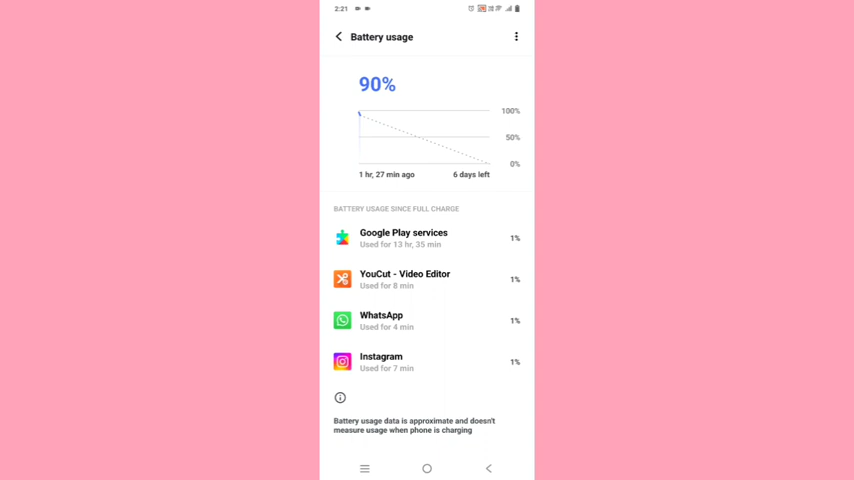 2:21
Battery usage
90%
100%
50%
0%
1 hr, 27 min ago 6 days left
BATTERY USAGE SINCE FULL CHARGE
Google Play services
Used for 13 hr, 35 min
1%
YouCut - Video Editor
Used for 8 min
1%
WhatsApp
Used for 4 min
1%
Instagram
Used for 7 min
1%
Battery usage data is approximate and doesn't
measure usage when phone is charging